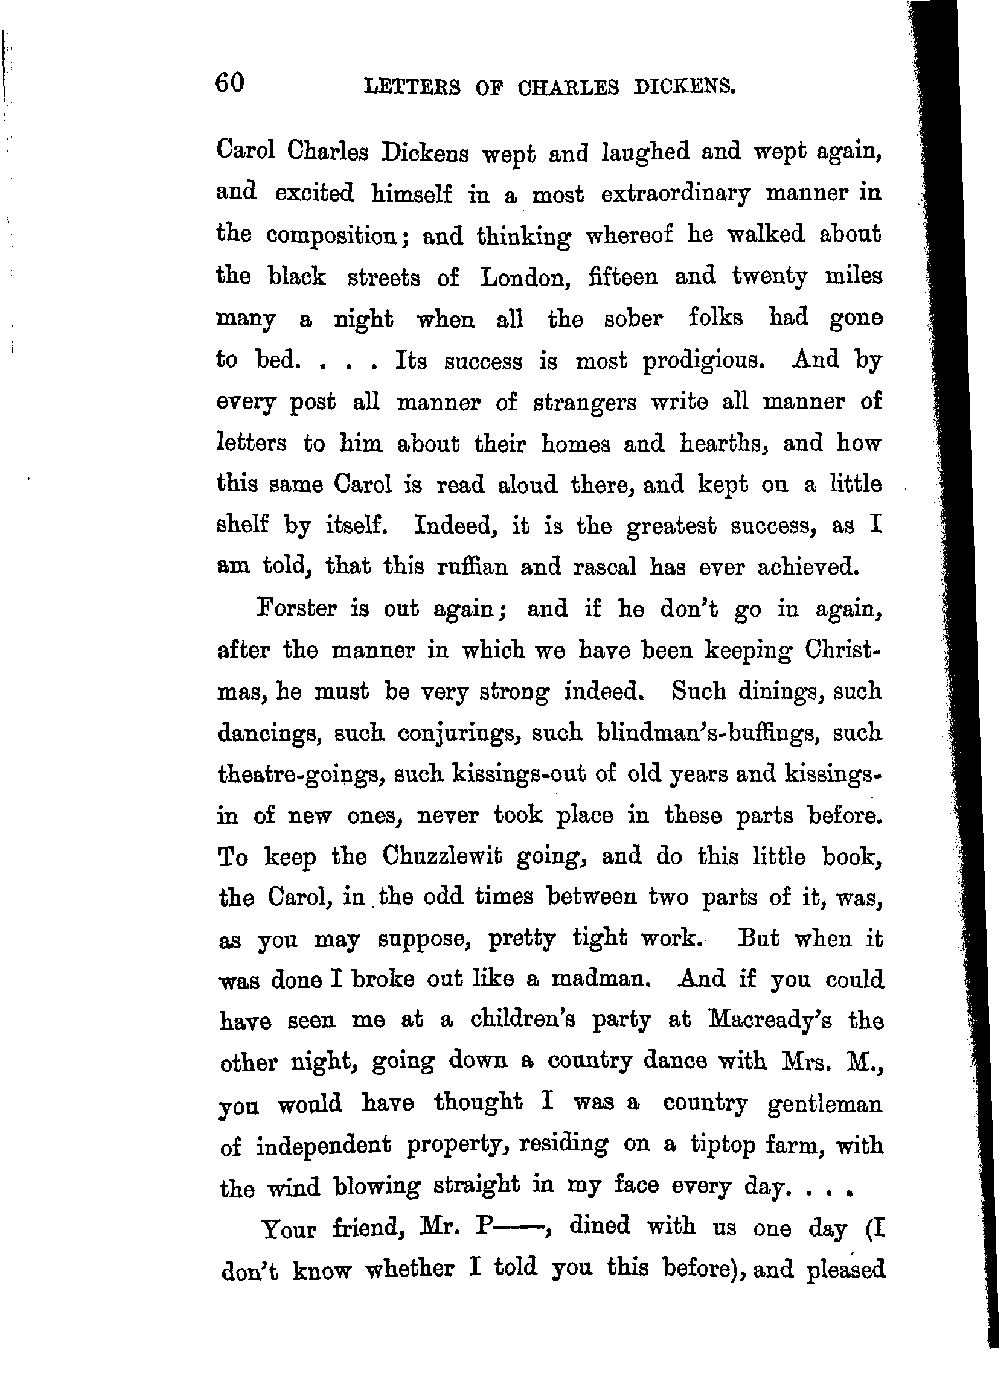 60 LETTERS OF CHARLES DICKENS.
Carol Charles Dickens wept and laughed and wept again,
and excited himself in a most extraordinary manner in
the composition; and thinking whereof he walked about
the black streets of London, fifteen and twenty miles
many a night when all the sober folks had gone
to bed. . . . Its success is most prodigious. And by
every post all manner of strangers write all manner of
letters to him about their homes and hearths, and how
this same Carol is read aloud there, and kept on a little
shelf by itself. Indeed, it is the greatest success, as I
am told, that this ruffian and rascal has ever achieved.
Forster is out again; and if he don't go in again,
after the manner in which we have been keeping Christ-
mas, he must be very strong indeed. Such dinings, such
dancings, such conjurings, such blindman's-buffings, such
theatre-goings, such kissings-out of old years and kissings-
in of new ones, never took place in these parts before.
To keep the Chuzzlewit going, and do this little book,
the Carol, in the odd times between two parts of it, was,
as you may suppose, pretty tight work. But when it
was done I broke out like a madman. And if you could
have seen me at a children's party at Macready's the
other night, going down a country dance with Mrs. M.,
you would have thought I was a country gentleman
of independent property, residing on a tiptop farm, with
the wind blowing straight in my face every day. . . .
Your friend, Mr. P——, dined with us one day (I
don't know whether I told you this before), and pleased